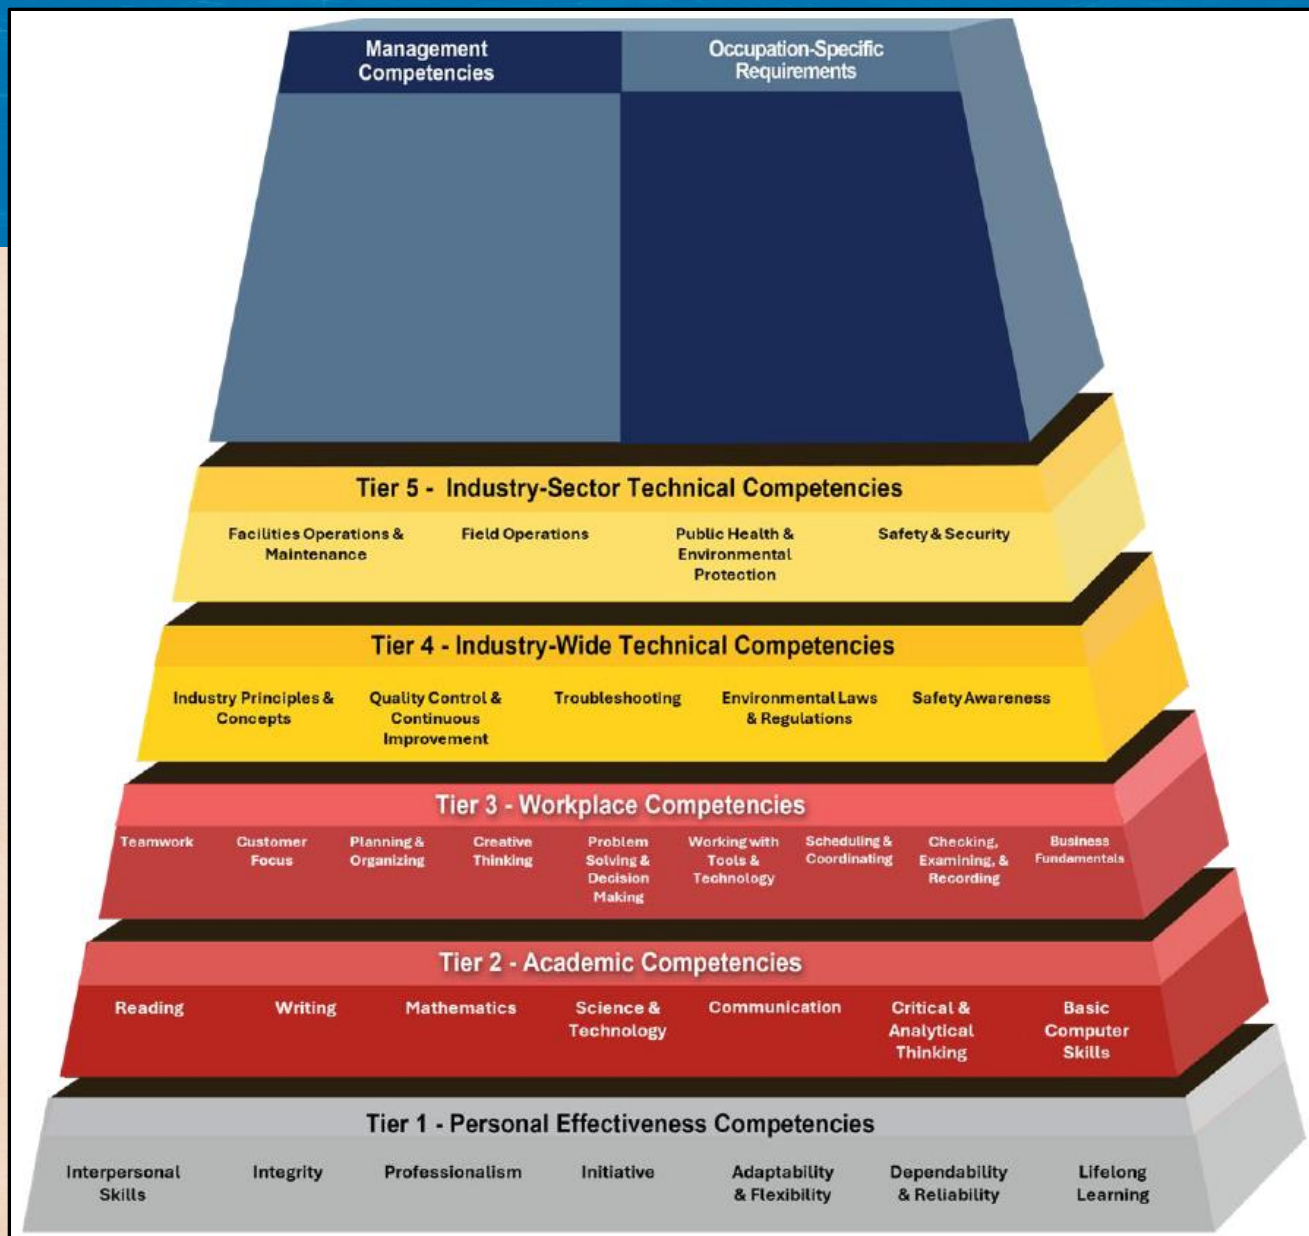 Management
Competencies
Occupation-Specific
Requirements
Tier 5 - Industry-Sector Technical Competencies
Facilities Operations &
Maintenance
Field Operations
Public Health &
Environmental
Protection
Safety & Security
Tier 4 - Industry-Wide Technical Competencies
Industry Principles &
Concepts
Quality Control &
Continuous
Improvement
Troubleshooting
Environmental Laws
& Regulations
Safety Awareness
Tier 3 - Workplace Competencies
Teamwork
Customer
Focus
Planning &
Organizing
Creative
Thinking
Problem
Solving &
Decision
Making
Working with
Tools &
Technology
Scheduling &
Coordinating
Checking,
Examining, &
Recording
Business
Fundamentals
Tier 2 - Academic Competencies
Reading
Writing
Mathematics
Science &
Technology
Communication
Critical &
Analytical
Thinking
Basic
Computer
Skills
Tier 1 - Personal Effectiveness Competencies
Interpersonal
Skills
Integrity
Professionalism
Initiative
Adaptability
& Flexibility
Dependability
& Reliability
Lifelong
Learning